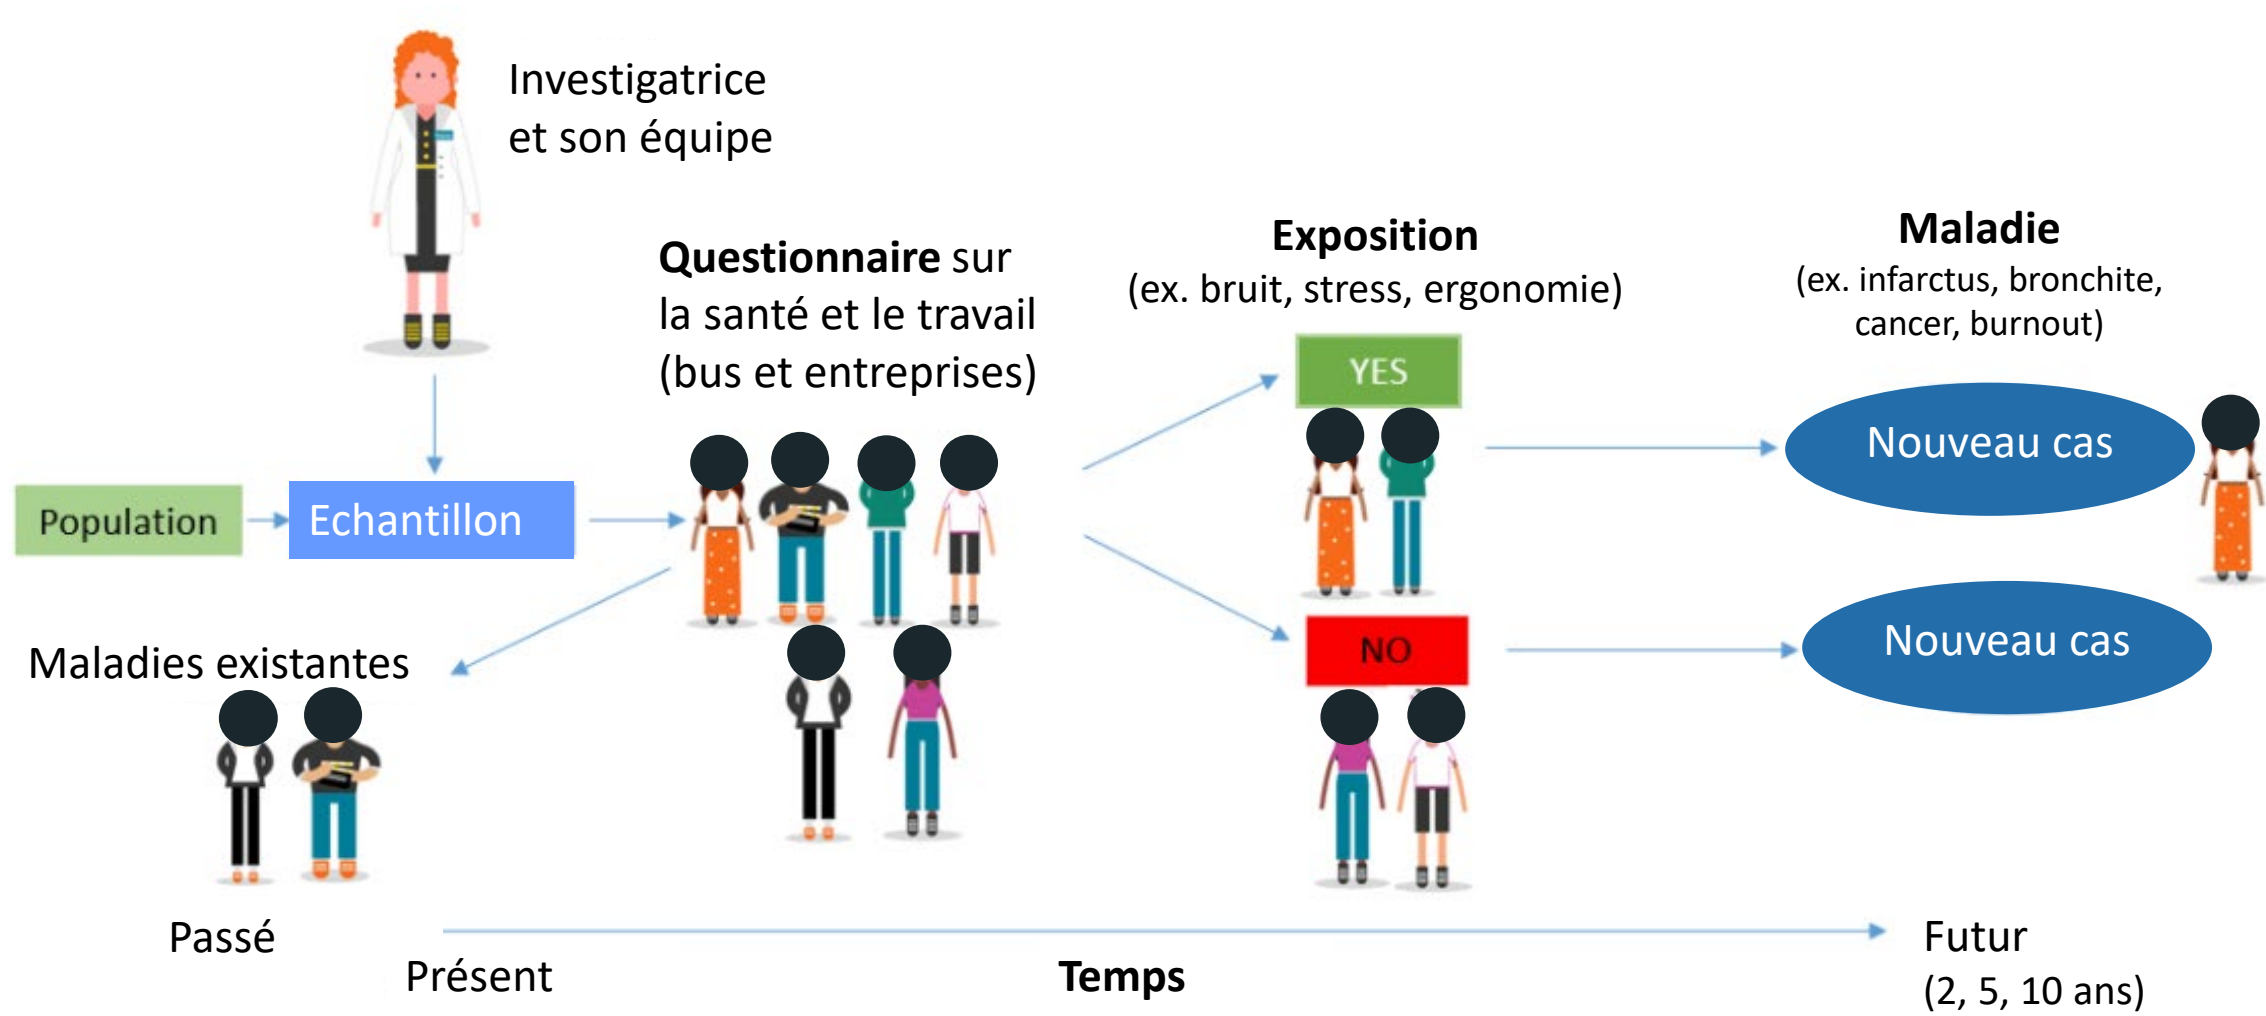 Investigatrice
et son équipe
Questionnaire sur
la santé et le travail
(bus et entreprises)
Exposition
(ex. bruit, stress, ergonomie)
Maladie
(ex. infarctus, bronchite,
cancer, burnout)
YES
Nouveau cas
Population
Echantillon
NO
Nouveau cas
Maladies existantes
Passé
Présent
Temps
Futur
(2, 5, 10 ans)